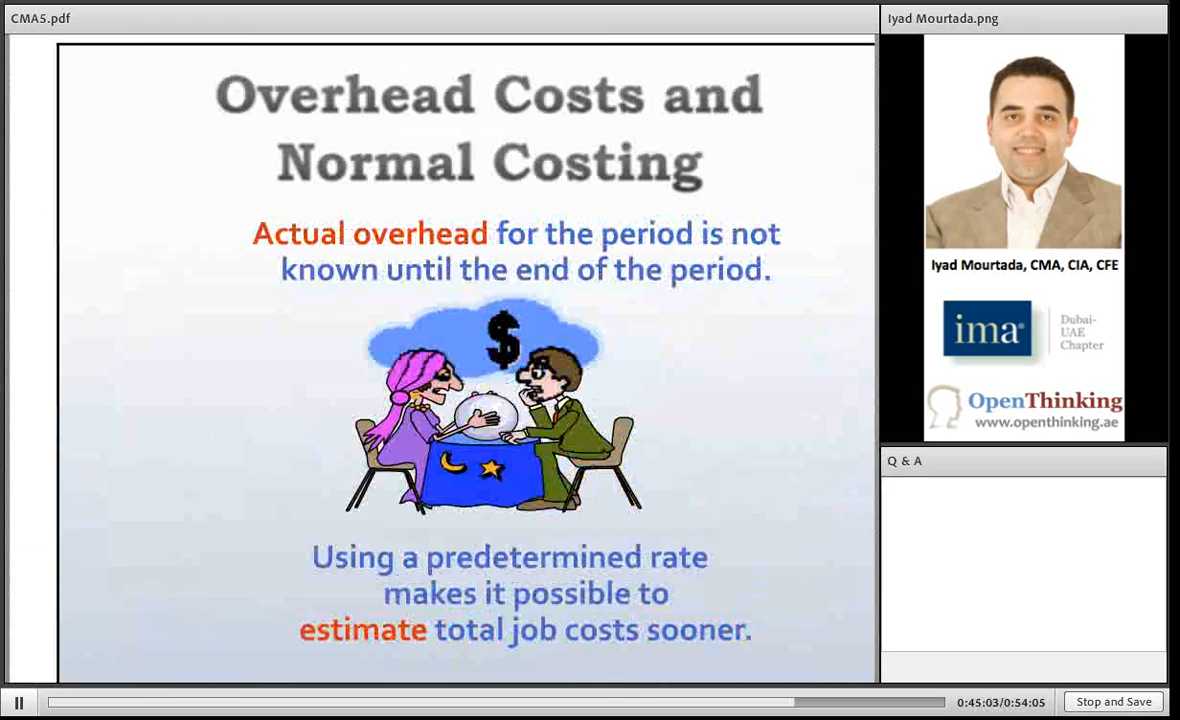 CMA5.pdf
Overhead Costs and
Normal Costing
Actual overhead for the period is not
known until the end of the period.
$
Using a predetermined rate
makes it possible to
estimate total job costs sooner.
Iyad Mourtada.png
Iyad Mourtada, CMA, CIA, CFE
ima®
Dubai-
UAE
Chapter
OpenThinking
www.openthinking.ae
Q & A
0:45:03/0:54:05
Stop and Save